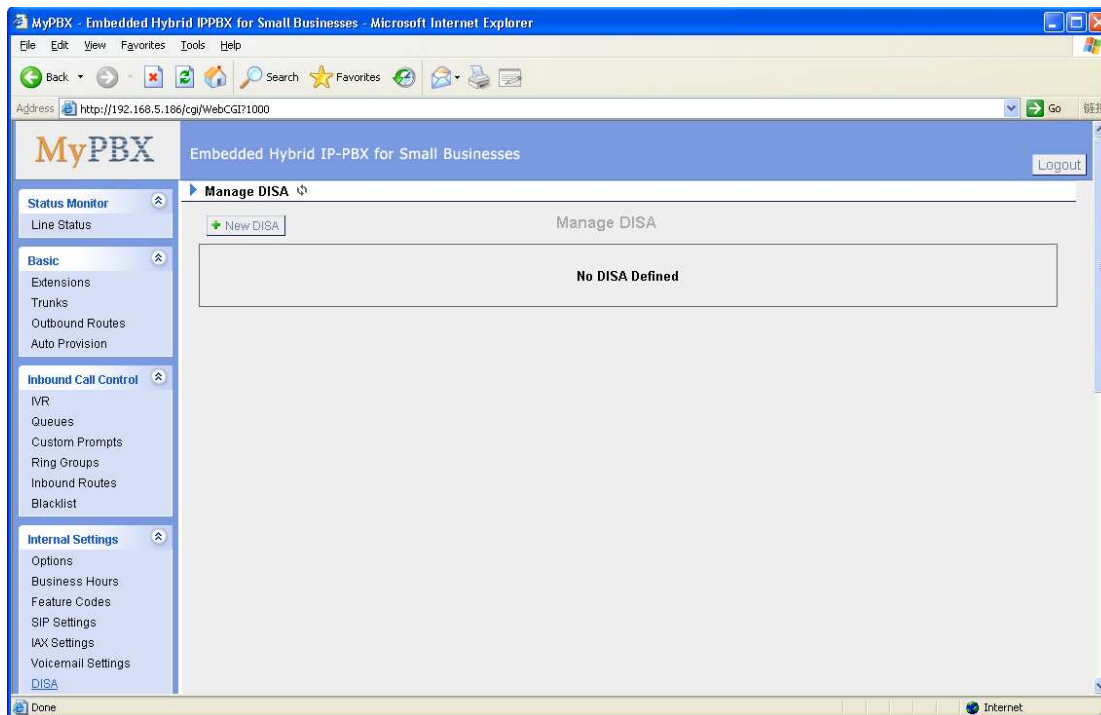 MyPBX - Embedded Hybrid IPPBX for Small Businesses - Microsoft Internet Explorer
File Edit View Favorites Tools Help
Back Search Favorites
Address http://192.168.5.186/cgi/WebCGI?1000 Go
MyPBX Embedded Hybrid IP-PBX for Small Businesses
Logout
Manage DISA
New DISA Manage DISA
No DISA Defined
Status Monitor
Line Status
Basic
Extensions
Trunks
Outbound Routes
Auto Provision
Inbound Call Control
IVR
Queues
Custom Prompts
Ring Groups
Inbound Routes
Blacklist
Internal Settings
Options
Business Hours
Feature Codes
SIP Settings
IAX Settings
Voicemail Settings
DISA
Done Internet